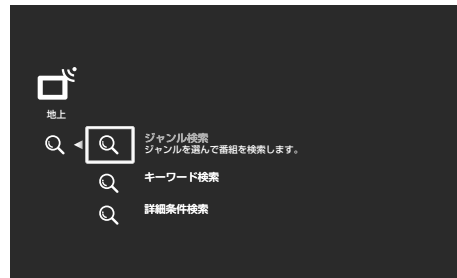 地上
ジャンル検索
ジャンルを選んで番組を検索します。
キーワード検索
詳細条件検索